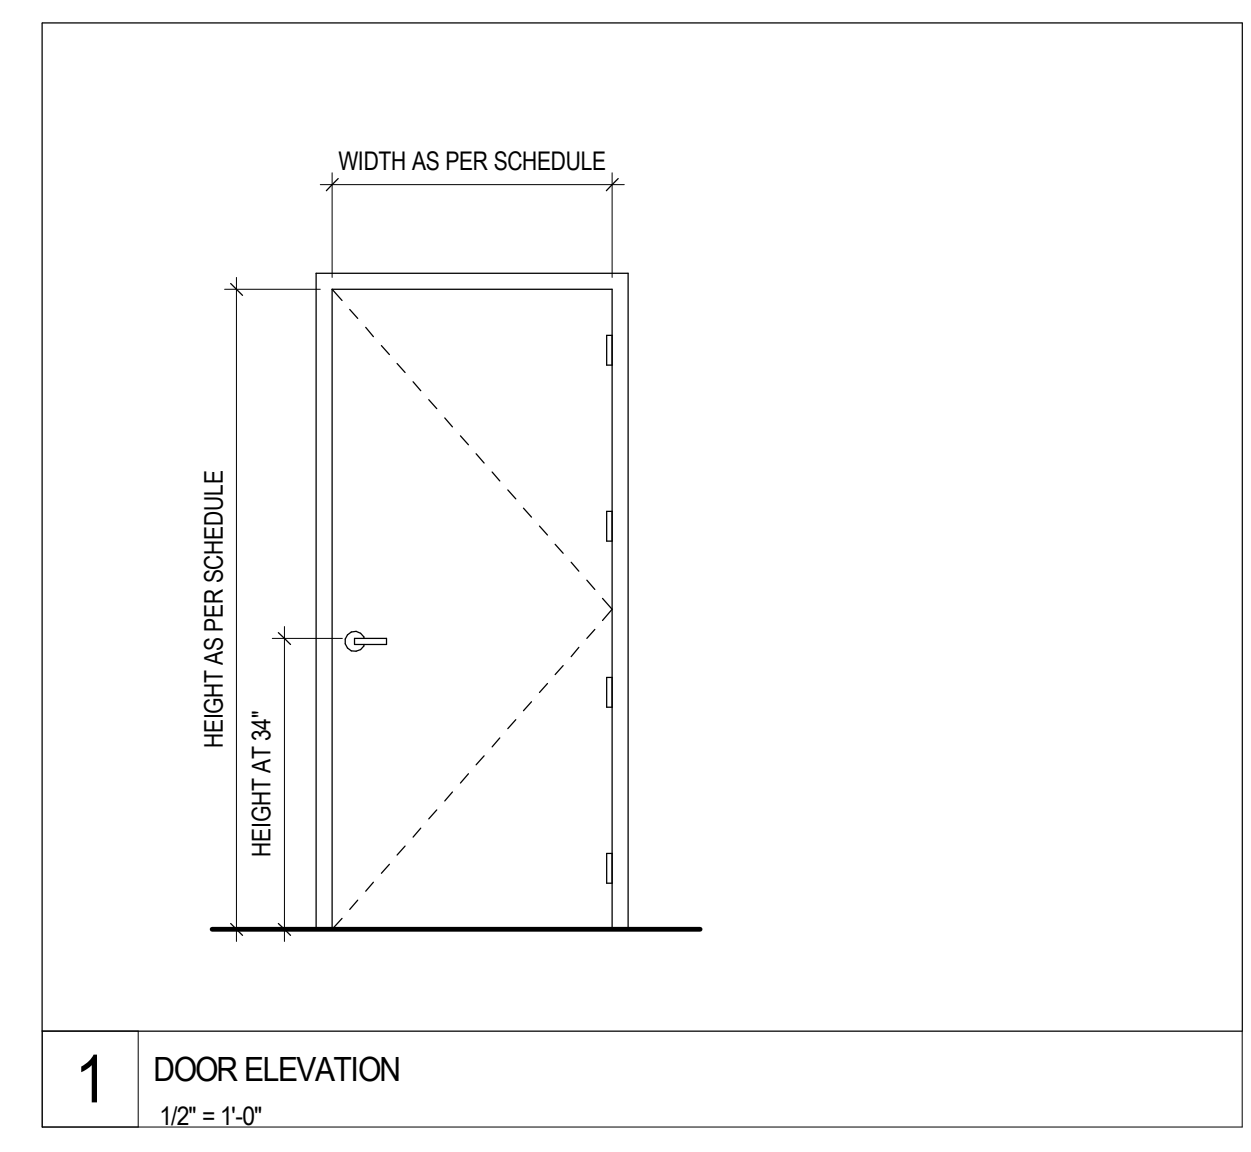 WIDTH AS PER SCHEDULE
HEIGHT AS PER SCHEDULE
HEIGHT AT 34"
1
DOOR ELEVATION
1/2" = 1'-0"